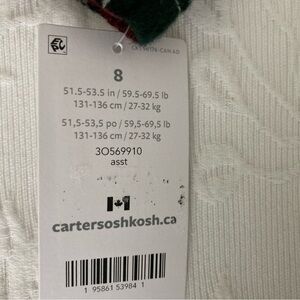 8
51.5-53.5 in / 59.5-69.5 lb
131-136 cm / 27-32 kg
51,5-53,5 po / 59,5-69,5 lb
131-136 cm / 27-32 kg
3O569910
asst
cartersoshkosh.ca
1 95861 53984 1